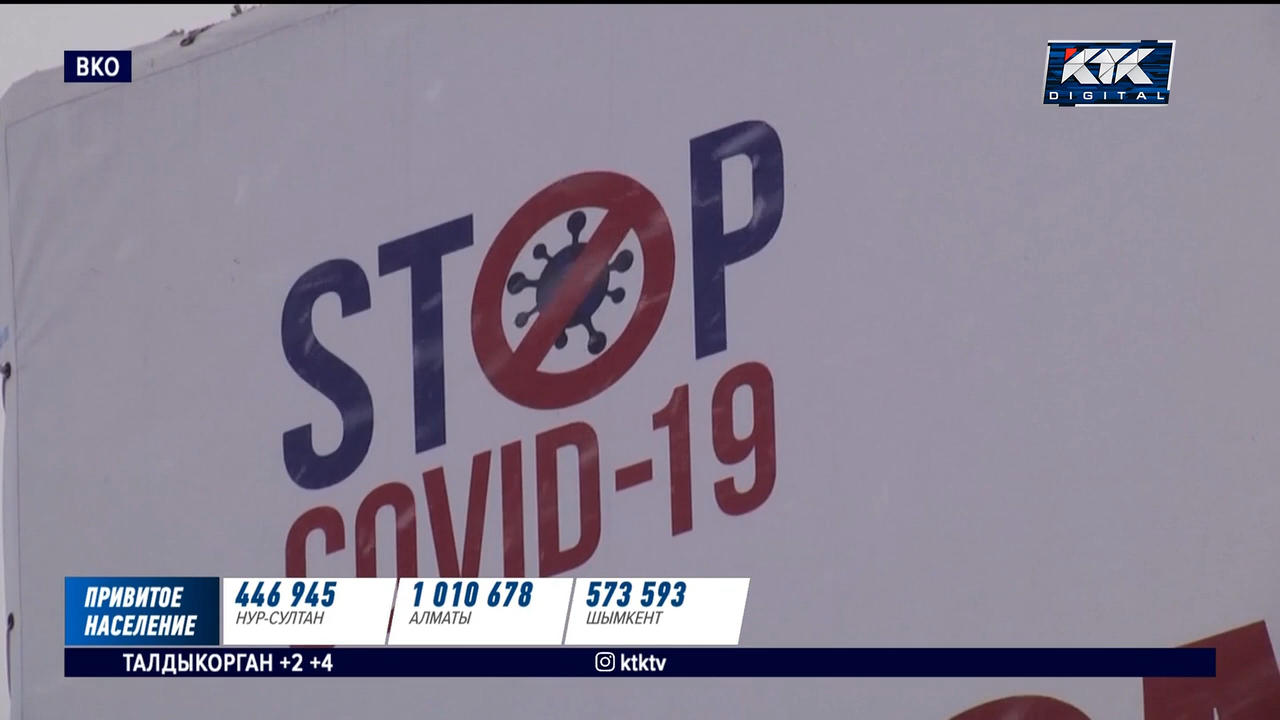 ВКО
КТК
DIGITAL
STOP
COVID-19
ПРИВИТОЕ
НАСЕЛЕНИЕ
446 945
НУР-СУЛТАН
1 010 678
АЛМАТЫ
573 593
ШЫМКЕНТ
ТАЛДЫКОРГАН +2 +4
ktktv